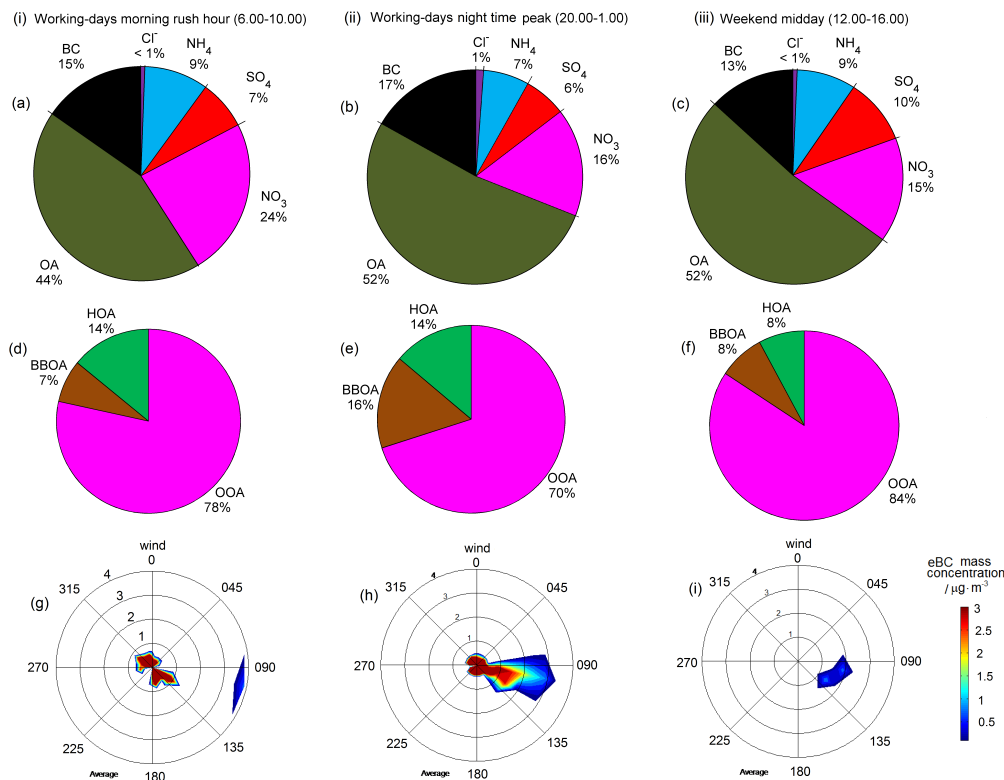 (i) Working-days morning rush hour (6.00-10.00)
(ii) Working-days night time peak (20.00-1.00)
(iii) Weekend midday (12.00-16.00)
(a)
BC
15%
Cl⁻
< 1%
NH₄
9%
SO₄
7%
NO₃
24%
OA
44%
(b)
BC
17%
Cl⁻
1%
NH₄
7%
SO₄
6%
NO₃
16%
OA
52%
(c)
BC
13%
Cl⁻
< 1%
NH₄
9%
SO₄
10%
NO₃
15%
OA
52%
(d)
HOA
14%
BBOA
7%
OOA
78%
(e)
HOA
14%
BBOA
16%
OOA
70%
(f)
HOA
8%
BBOA
8%
OOA
84%
(g)
wind
0
045
090
135
180
225
270
315
4
3
2
1
Average
(h)
wind
0
045
090
135
180
225
270
315
4
3
2
1
Average
(i)
wind
0
045
090
135
180
225
270
315
4
3
2
1
Average
eBC mass
concentration
/ μg·m⁻³
3
2.5
2
1.5
1
0.5